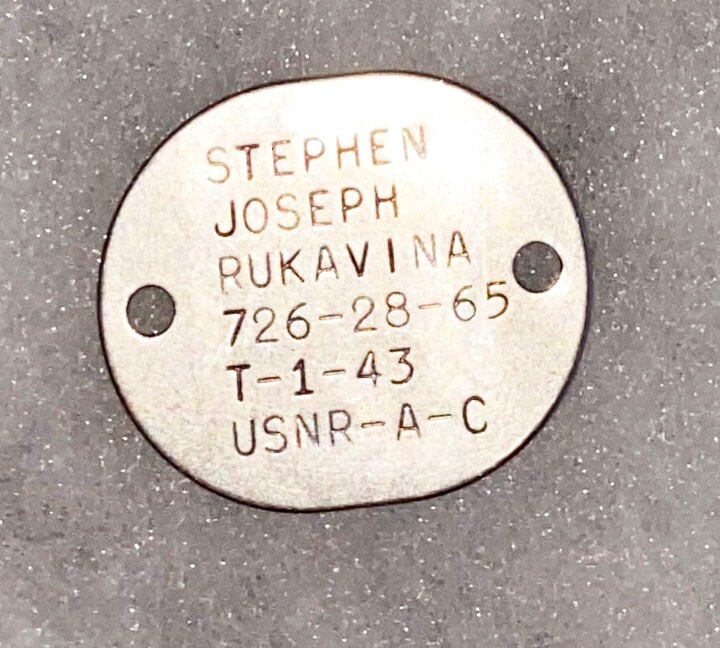 STEPHEN
JOSEPH
RUKAVINA
726-28-65
T-1-43
USNR-A-C